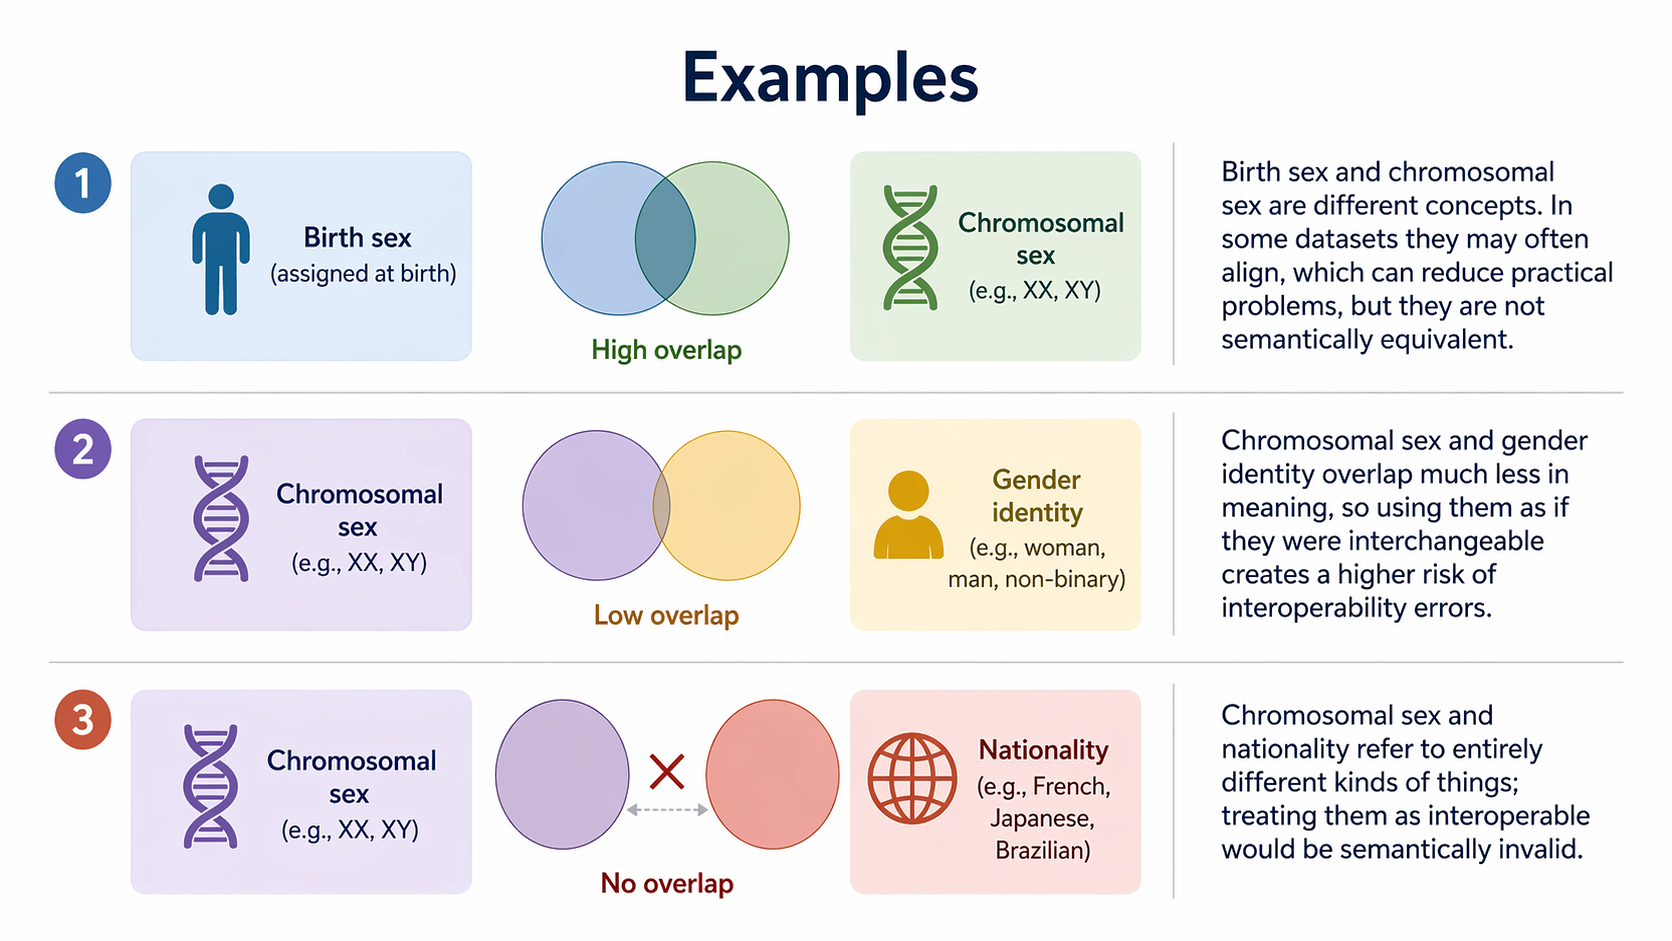 Examples
1
Birth sex
(assigned at birth)
High overlap
Chromosomal
sex
(e.g., XX, XY)
Birth sex and chromosomal
sex are different concepts. In
some datasets they may often
align, which can reduce practical
problems, but they are not
semantically equivalent.
2
Chromosomal
sex
(e.g., XX, XY)
Low overlap
Gender
identity
(e.g., woman,
man, non-binary)
Chromosomal sex and gender
identity overlap much less in
meaning, so using them as if
they were interchangeable
creates a higher risk of
interoperability errors.
3
Chromosomal
sex
(e.g., XX, XY)
No overlap
Nationality
(e.g., French,
Japanese,
Brazilian)
Chromosomal sex and
nationality refer to entirely
different kinds of things;
treating them as interoperable
would be semantically invalid.